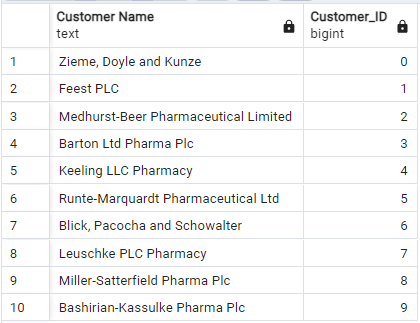 Customer Name Customer_ID
text bigint
1 Zieme, Doyle and Kunze 0
2 Feest PLC 1
3 Medhurst-Beer Pharmaceutical Limited 2
4 Barton Ltd Pharma Plc 3
5 Keeling LLC Pharmacy 4
6 Runte-Marquardt Pharmaceutical Ltd 5
7 Blick, Pacocha and Schowalter 6
8 Leuschke PLC Pharmacy 7
9 Miller-Satterfield Pharma Plc 8
10 Bashirian-Kassulke Pharma Plc 9